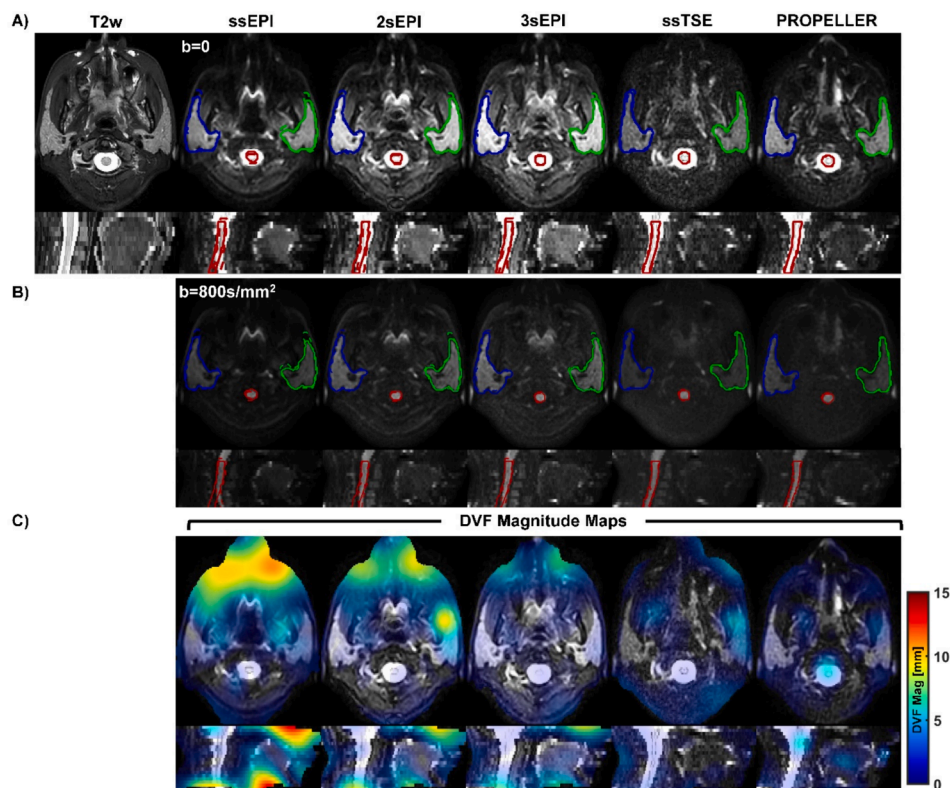 A)
T2w ssEPI 2sEPI 3sEPI ssTSE PROPELLER
b=0
B)
b=800s/mm²
C)
DVF Magnitude Maps
15
10
5
0
DVF Mag [mm]